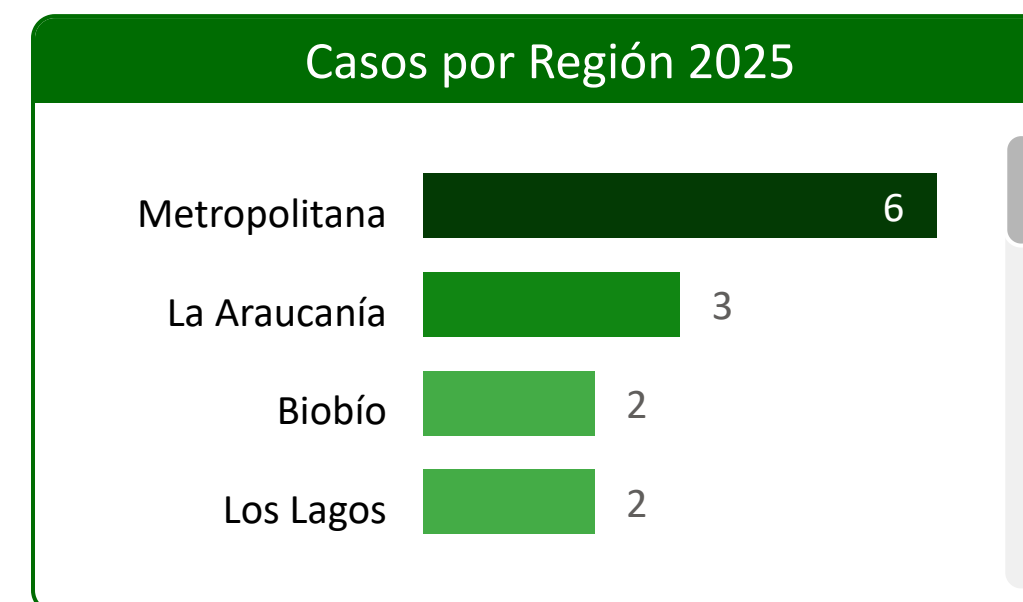 Casos por Región 2025
Metropolitana 6
La Araucanía 3
Biobío 2
Los Lagos 2